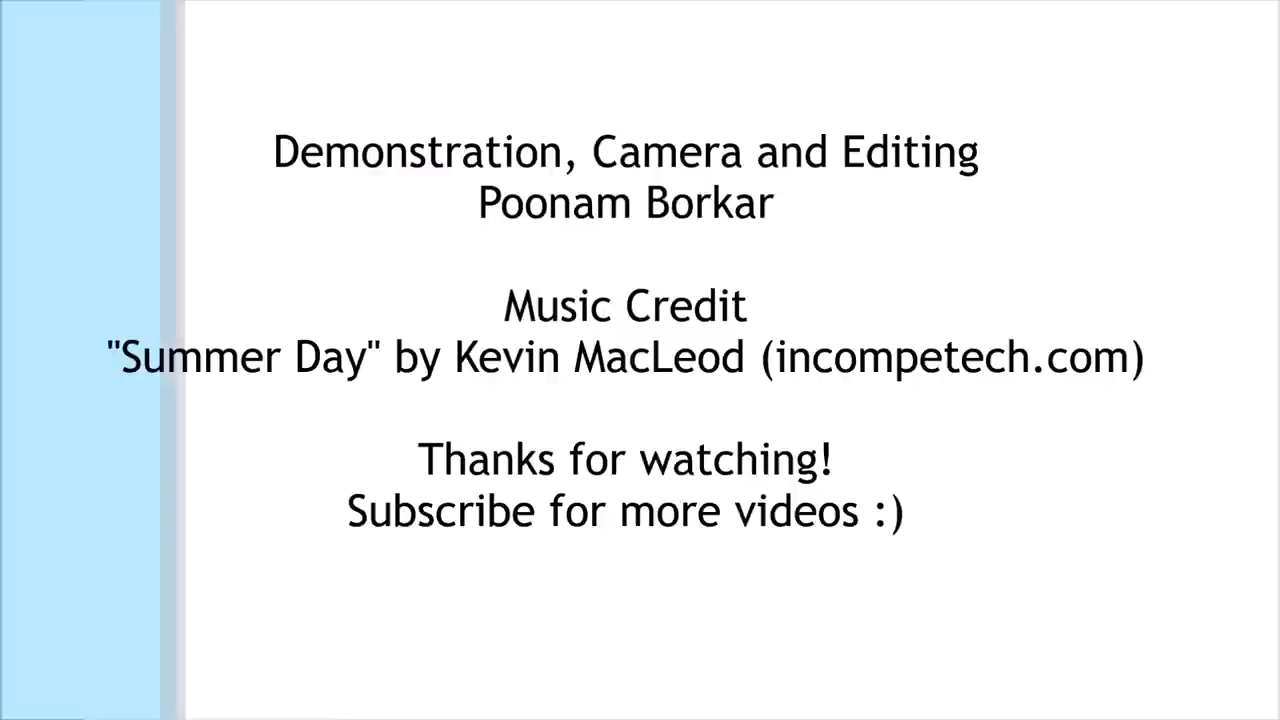 Demonstration, Camera and Editing
Poonam Borkar
Music Credit
"Summer Day" by Kevin MacLeod (incompetech.com)
Thanks for watching!
Subscribe for more videos :)